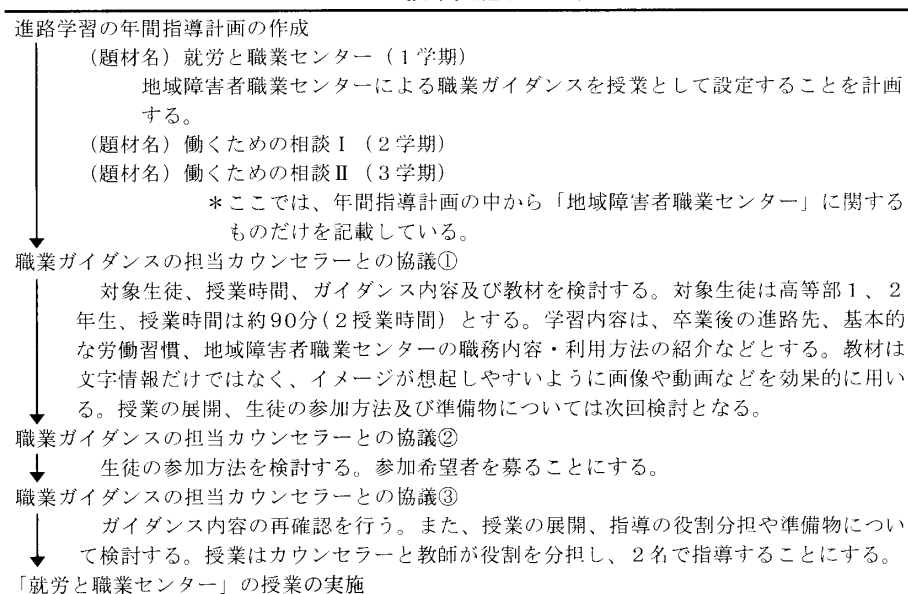 進路学習の年間指導計画の作成
(題材名)就労と職業センター(1学期)
地域障害者職業センターによる職業ガイダンスを授業として設定することを計画
する。
(題材名)働くための相談Ⅰ(2学期)
(題材名)働くための相談Ⅱ(3学期)
*ここでは、年間指導計画の中から「地域障害者職業センター」に関する
ものだけを記載している。
職業ガイダンスの担当カウンセラーとの協議①
対象生徒、授業時間、ガイダンス内容及び教材を検討する。対象生徒は高等部1、2
年生、授業時間は約90分(2授業時間)とする。学習内容は、卒業後の進路先、基本的
な労働習慣、地域障害者職業センターの職務内容・利用方法の紹介などとする。教材は
文字情報だけではなく、イメージが想起しやすいように画像や動画などを効果的に用い
る。授業の展開、生徒の参加方法及び準備物については次回検討となる。
職業ガイダンスの担当カウンセラーとの協議②
生徒の参加方法を検討する。参加希望者を募ることにする。
職業ガイダンスの担当カウンセラーとの協議③
ガイダンス内容の再確認を行う。また、授業の展開、指導の役割分担や準備物につい
て検討する。授業はカウンセラーと教師が役割を分担し、2名で指導することにする。
「就労と職業センター」の授業の実施